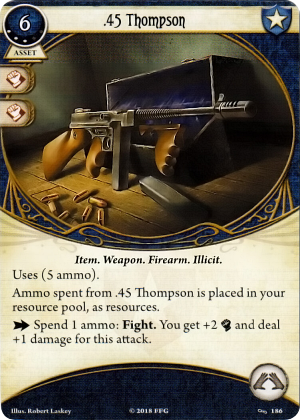 6
.45 Thompson
ASSET
Item. Weapon. Firearm. Illicit.
Uses (5 ammo).
Ammo spent from .45 Thompson is placed in
your resource pool, as resources.
Spend 1 ammo: Fight. You get +2 and deal
+1 damage for this attack.
Illus. Robert Laskey
© 2018 FFG
186